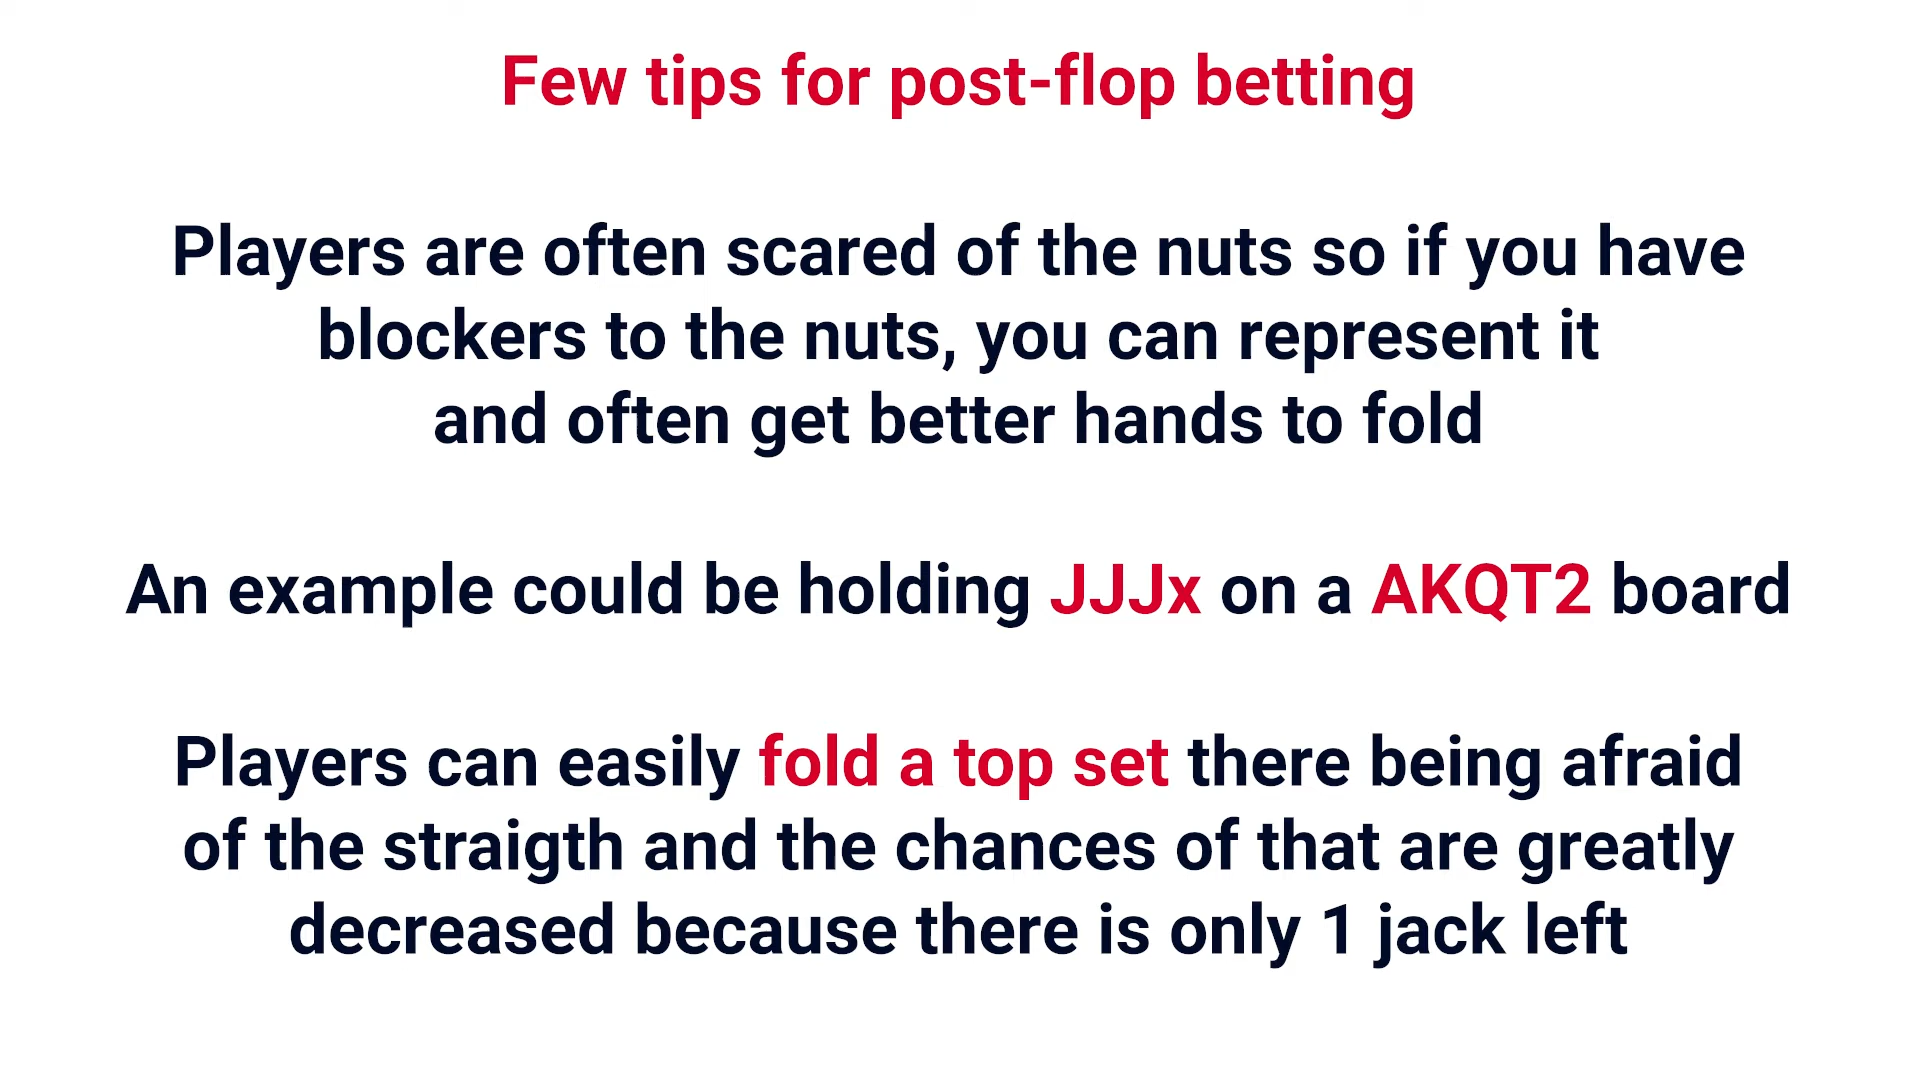 Few tips for post-flop betting
Players are often scared of the nuts so if you have
blockers to the nuts, you can represent it
and often get better hands to fold
An example could be holding JJJx on a AKQT2 board
Players can easily fold a top set there being afraid
of the straigth and the chances of that are greatly
decreased because there is only 1 jack left